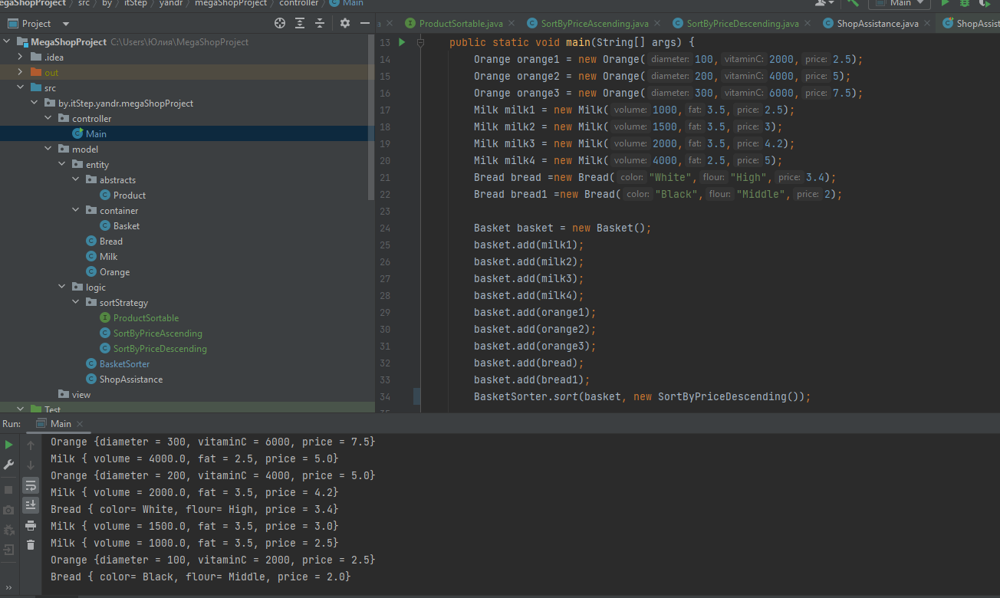 egaShopProject src by itStep yandr megaShopProject controller Main
Main
Project
ProductSortable.java SortByPriceAscending.java SortByPriceDescending.java ShopAssistance.java ShopAssist
MegaShopProject C:\Users\Юлия\MegaShopProject
.idea
out
src
by.itStep.yandr.megaShopProject
controller
Main
model
entity
abstracts
Product
container
Basket
Bread
Milk
Orange
logic
sortStrategy
ProductSortable
SortByPriceAscending
SortByPriceDescending
BasketSorter
ShopAssistance
view
Test
13 public static void main(String[] args) {
14 Orange orange1 = new Orange( diameter: 100, vitaminC: 2000, price: 2.5);
15 Orange orange2 = new Orange( diameter: 200, vitaminC: 4000, price: 5);
16 Orange orange3 = new Orange( diameter: 300, vitaminC: 6000, price: 7.5);
17 Milk milk1 = new Milk( volume: 1000, fat: 3.5, price: 2.5);
18 Milk milk2 = new Milk( volume: 1500, fat: 3.5, price: 3);
19 Milk milk3 = new Milk( volume: 2000, fat: 3.5, price: 4.2);
20 Milk milk4 = new Milk( volume: 4000, fat: 2.5, price: 5);
21 Bread bread =new Bread( color: "White", flour: "High", price: 3.4);
22 Bread bread1 =new Bread( color: "Black", flour: "Middle", price: 2);
23
24 Basket basket = new Basket();
25 basket.add(milk1);
26 basket.add(milk2);
27 basket.add(milk3);
28 basket.add(milk4);
29 basket.add(orange1);
30 basket.add(orange2);
31 basket.add(orange3);
32 basket.add(bread);
33 basket.add(bread1);
34 BasketSorter.sort(basket, new SortByPriceDescending());
Run: Main
Orange {diameter = 300, vitaminC = 6000, price = 7.5}
Milk { volume = 4000.0, fat = 2.5, price = 5.0}
Orange {diameter = 200, vitaminC = 4000, price = 5.0}
Milk { volume = 2000.0, fat = 3.5, price = 4.2}
Bread { color= White, flour= High, price = 3.4}
Milk { volume = 1500.0, fat = 3.5, price = 3.0}
Milk { volume = 1000.0, fat = 3.5, price = 2.5}
Orange {diameter = 100, vitaminC = 2000, price = 2.5}
Bread { color= Black, flour= Middle, price = 2.0}